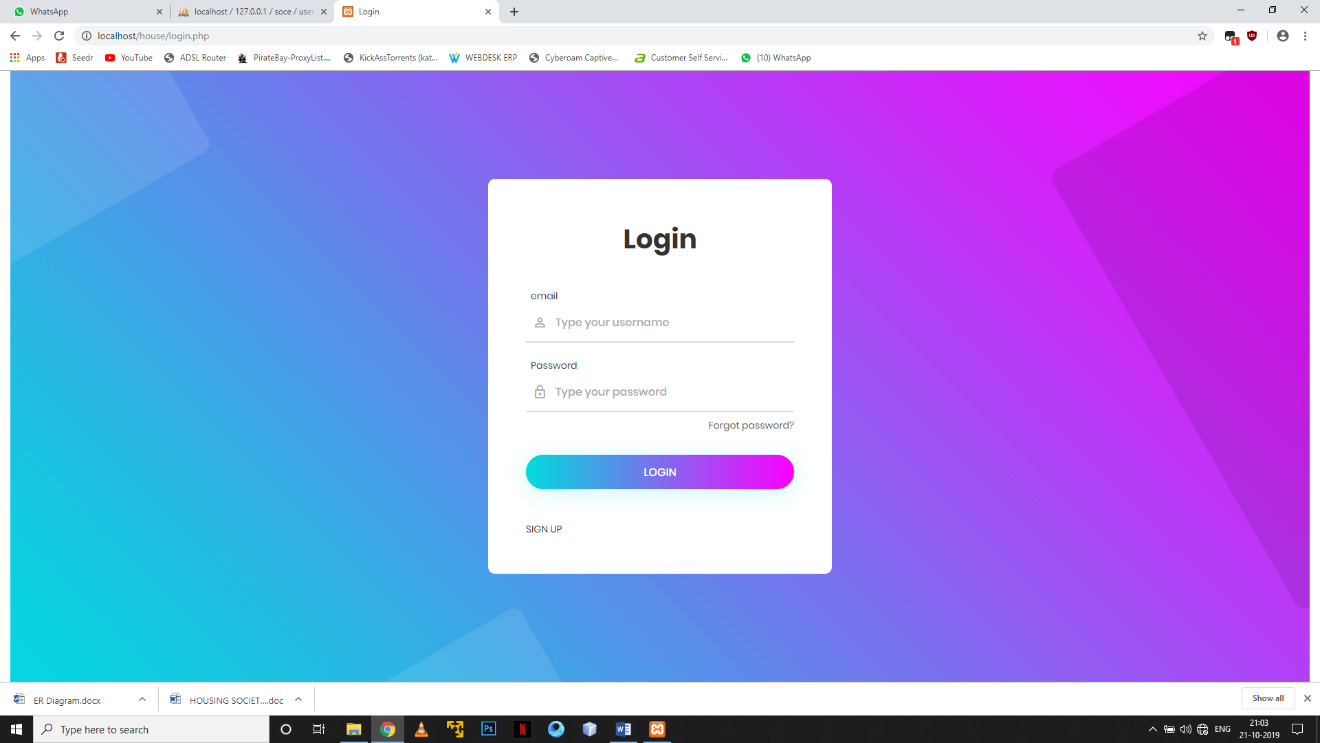 WhatsApp
localhost / 127.0.0.1 / soce / use
Login
localhost/house/login.php
1
Apps
Seedr
YouTube
ADSL Router
PirateBay-ProxyList....
KickAssTorrents (kat...
WEBDESK ERP
Cyberoam Captive...
Customer Self Servi...
(10) WhatsApp
Login
email
Type your username
Password
Type your password
Forgot password?
LOGIN
SIGN UP
ER Diagram.docx
HOUSING SOCIET....doc
Show all
Type here to search
Ps
N
ENG
21:03
21-10-2019